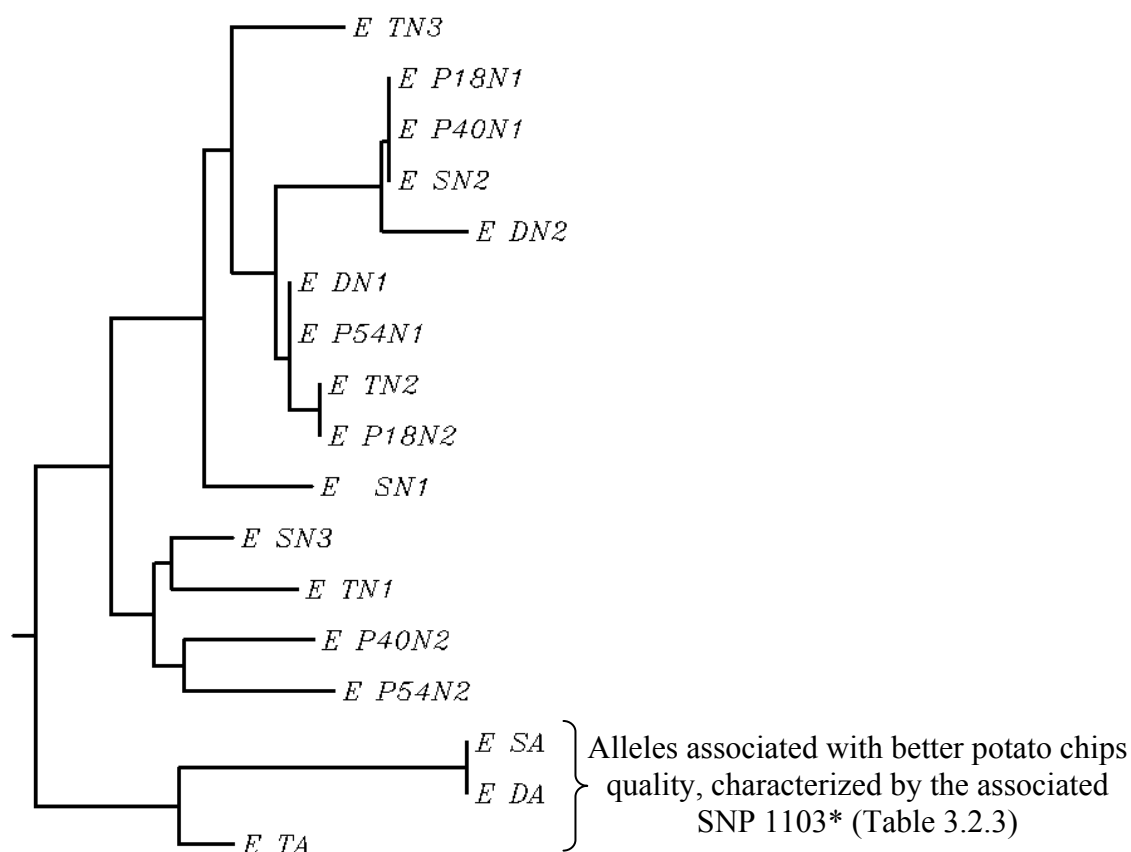 E TN3
E P18N1
E P40N1
E SN2
E DN2
E DN1
E P54N1
E TN2
E P18N2
E SN1
E SN3
E TN1
E P40N2
E P54N2
E SA
E DA
E TA
Alleles associated with better potato chips
quality, characterized by the associated
SNP 1103* (Table 3.2.3)